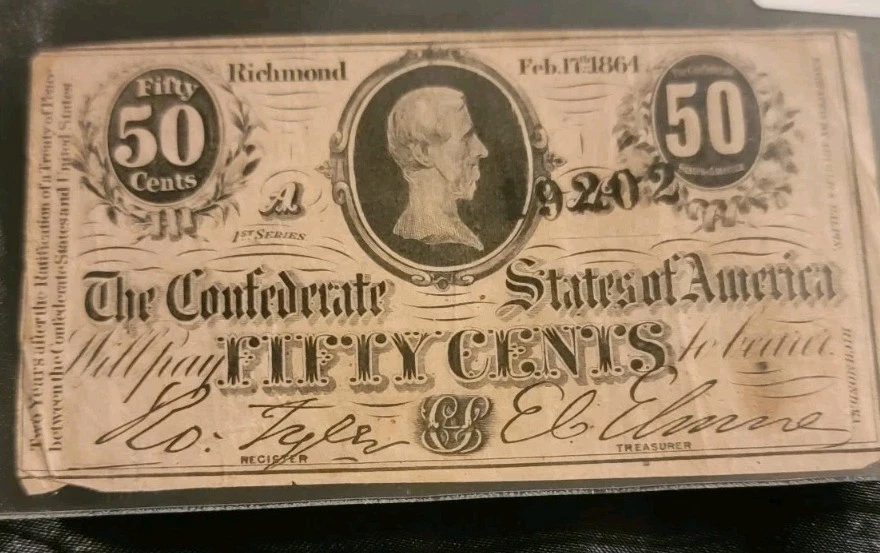 Richmond
Feb. 17th 1864
Fifty
50
Cents
50
A
1ST SERIES
9202
The Confederate States of America
Will pay FIFTY CENTS to bearer
Ro: Tyler
REGISTER
TREASURER
Two Years after the Ratification of a Treaty of Peace
between the Confederate States and United States